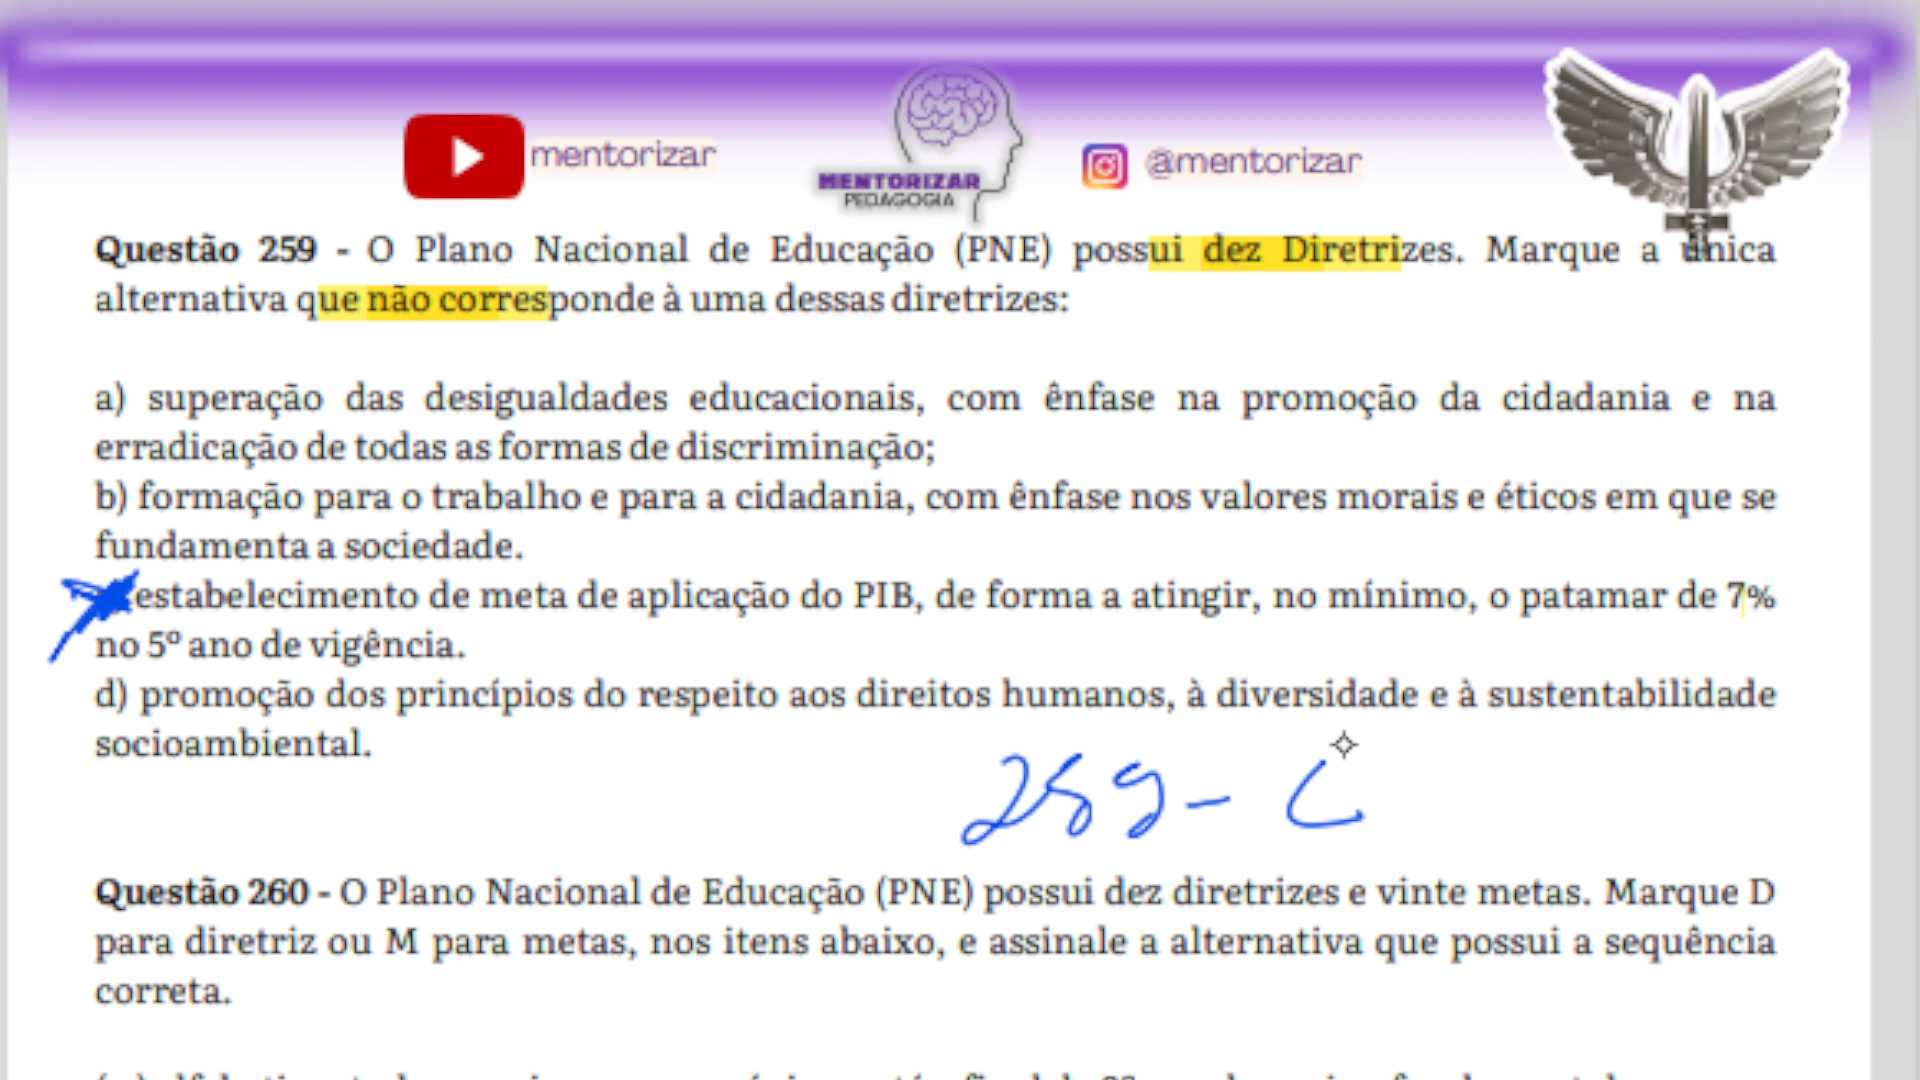 mentorizar
MENTORIZAR
PEDAGOGIA
@mentorizar
Questão 259 - O Plano Nacional de Educação (PNE) possui dez Diretrizes. Marque a única
alternativa que não corresponde à uma dessas diretrizes:
a) superação das desigualdades educacionais, com ênfase na promoção da cidadania e na
erradicação de todas as formas de discriminação;
b) formação para o trabalho e para a cidadania, com ênfase nos valores morais e éticos em que se
fundamenta a sociedade.
estabelecimento de meta de aplicação do PIB, de forma a atingir, no mínimo, o patamar de 7%
no 5º ano de vigência.
d) promoção dos princípios do respeito aos direitos humanos, à diversidade e à sustentabilidade
socioambiental.
259 - C
Questão 260 - O Plano Nacional de Educação (PNE) possui dez diretrizes e vinte metas. Marque D
para diretriz ou M para metas, nos itens abaixo, e assinale a alternativa que possui a sequência
correta.